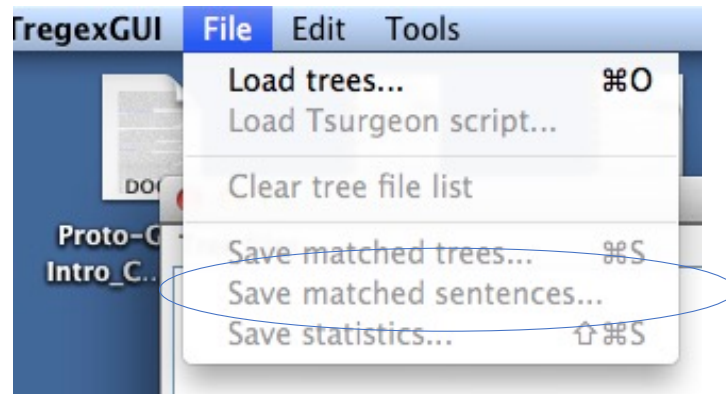 TregexGUI File Edit Tools
Load trees... ⌘O
Load Tsurgeon script...
Clear tree file list
Save matched trees... ⌘S
Save matched sentences...
Save statistics... ⇧⌘S
DOC
Proto-G
Intro_C...